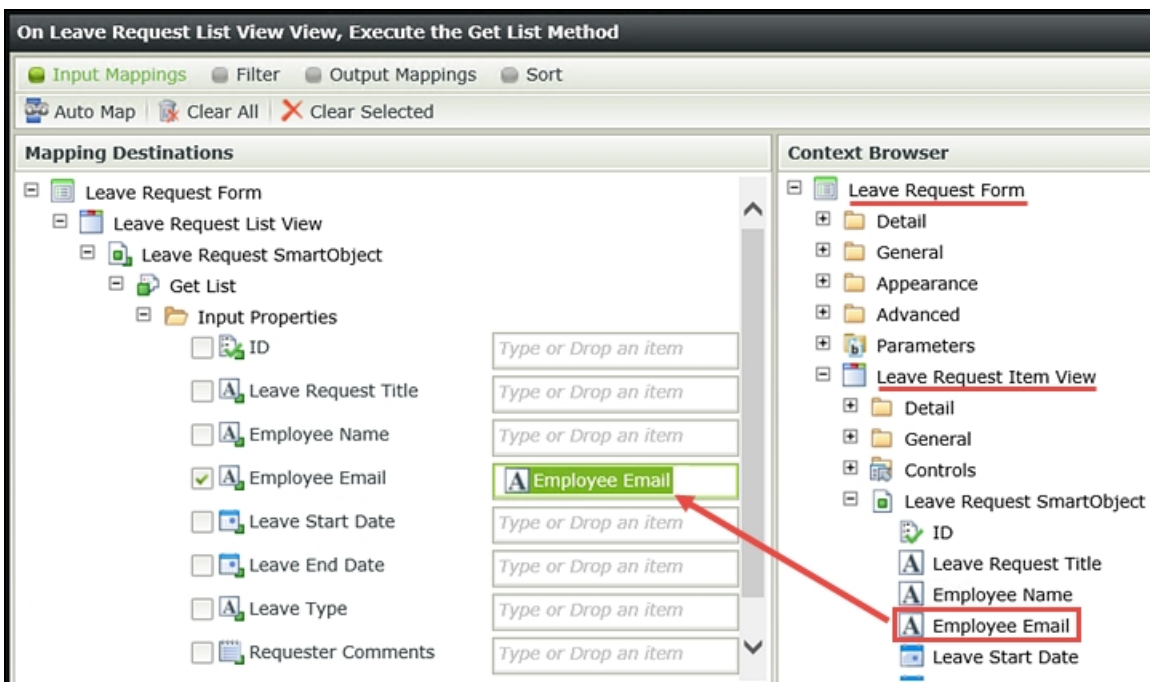 On Leave Request List View View, Execute the Get List Method
Input Mappings Filter Output Mappings Sort
Auto Map Clear All Clear Selected
Mapping Destinations
Leave Request Form
Leave Request List View
Leave Request SmartObject
Get List
Input Properties
ID Type or Drop an item
Leave Request Title Type or Drop an item
Employee Name Type or Drop an item
Employee Email A Employee Email
Leave Start Date Type or Drop an item
Leave End Date Type or Drop an item
Leave Type Type or Drop an item
Requester Comments Type or Drop an item
Context Browser
Leave Request Form
Detail
General
Appearance
Advanced
Parameters
Leave Request Item View
Detail
General
Controls
Leave Request SmartObject
ID
A Leave Request Title
A Employee Name
A Employee Email
Leave Start Date